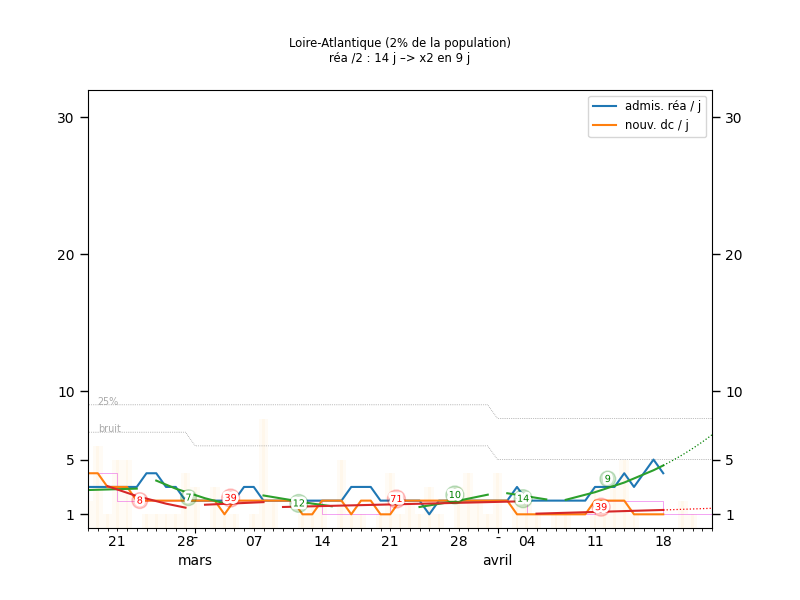 Loire-Atlantique (2% de la population)
réa /2 : 14 j –> x2 en 9 j
admis. réa / j
nouv. dc / j
30 30
20 20
10 10
25%
bruit
5 5
1 1
8 7 39 12 71 10 14 9 39
21 28 07 14 21 28 04 11 18
mars avril